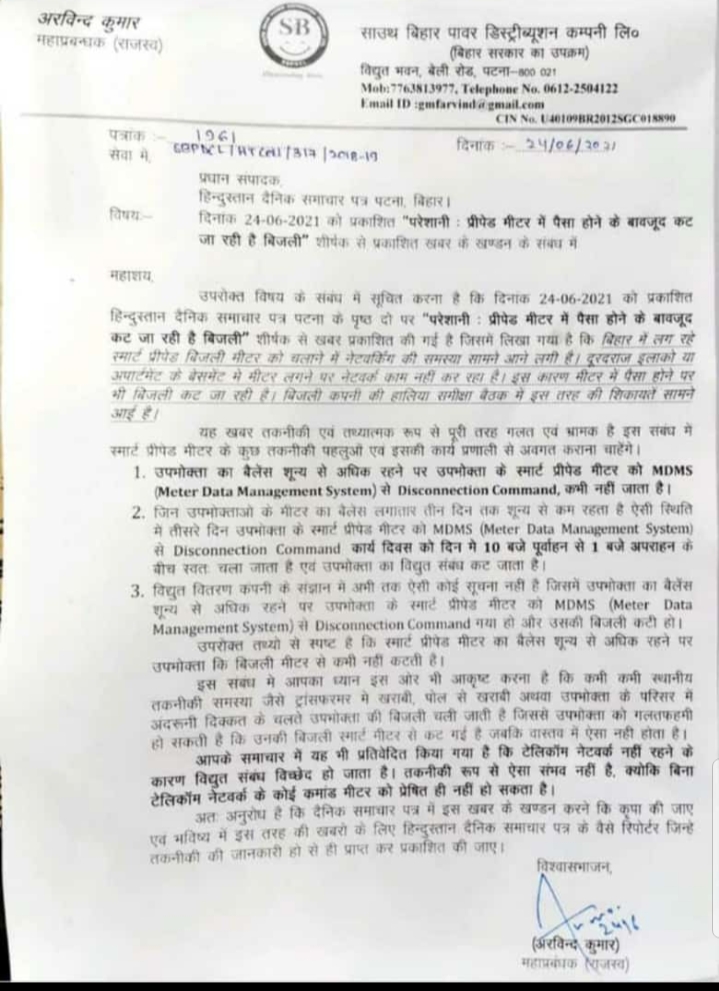 अरविन्द कुमार
महाप्रबन्धक (राजस्व)
SB
साउथ बिहार पावर डिस्ट्रीब्यूशन कम्पनी लि०
(बिहार सरकार का उपक्रम)
विद्युत भवन, बेली रोड, पटना–800 021
Mob:7763813977, Telephone No. 0612-2504122
Email ID :gmfarvind@gmail.com
CIN No. U40109BR2012SGC018890
पत्रांक :– 1961
दिनांक :– 24/06/2021
सेवा में,
प्रधान संपादक,
हिन्दुस्तान दैनिक समाचार पत्र पटना, बिहार।
विषय:– दिनांक 24-06-2021 को प्रकाशित "परेशानी : प्रीपेड मीटर में पैसा होने के बावजूद कट
जा रही है बिजली" शीर्षक से प्रकाशित खबर के खण्डन के संबंध में
महाशय,
उपरोक्त विषय के संबंध में सूचित करना है कि दिनांक 24-06-2021 को प्रकाशित
हिन्दुस्तान दैनिक समाचार पत्र पटना के पृष्ठ दो पर "परेशानी : प्रीपेड मीटर में पैसा होने के बावजूद
कट जा रही है बिजली" शीर्षक से खबर प्रकाशित की गई है जिसमें लिखा गया है कि बिहार में लग रहे
स्मार्ट प्रीपेड बिजली मीटर को चलाने में नेटवर्किंग की समस्या सामने आने लगी है। दूरदराज इलाको या
अपार्टमेंट के बेसमेंट मे मीटर लगने पर नेटवर्क काम नहीं कर रहा है। इस कारण मीटर में पैसा होने पर
भी बिजली कट जा रही है। बिजली कंपनी की हालिया समीक्षा बैठक में इस तरह की शिकायतें सामने
आई है।
यह खबर तकनीकी एवं तथ्यात्मक रूप से पूरी तरह गलत एवं भ्रामक है इस संबंध में
स्मार्ट प्रीपेड मीटर के कुछ तकनीकी पहलुओं एवं इसकी कार्य प्रणाली से अवगत कराना चाहेंगे।
1. उपभोक्ता का बैलेंस शून्य से अधिक रहने पर उपभोक्ता के स्मार्ट प्रीपेड मीटर को MDMS
(Meter Data Management System) से Disconnection Command, कभी नहीं जाता है।
2. जिन उपभोक्ताओ के मीटर का बैलेंस लगातार तीन दिन तक शून्य से कम रहता है ऐसी स्थिति
में तीसरे दिन उपभोक्ता के स्मार्ट प्रीपेड मीटर को MDMS (Meter Data Management System)
से Disconnection Command कार्य दिवस को दिन मे 10 बजे पूर्वाहन से 1 बजे अपराहन के
बीच स्वत: चला जाता है एवं उपभोक्ता का विद्युत संबंध कट जाता है।
3. विद्युत वितरण कंपनी के संज्ञान में अभी तक ऐसी कोई सूचना नहीं है जिसमें उपभोक्ता का बैलेंस
शून्य से अधिक रहने पर उपभोक्ता के स्मार्ट प्रीपेड मीटर को MDMS (Meter Data
Management System) से Disconnection Command गया हो और उसकी बिजली कटी हो।
उपरोक्त तथ्यो से स्पष्ट है कि स्मार्ट प्रीपेड मीटर का बैलेंस शून्य से अधिक रहने पर
उपभोक्ता कि बिजली मीटर से कभी नहीं कटती है।
इस संबंध मे आपका ध्यान इस ओर भी आकृष्ट करना है कि कभी कभी स्थानीय
तकनीकी समस्या जैसे ट्रांसफरमर मे खराबी, पोल से खराबी अथवा उपभोक्ता के परिसर में
अंदरूनी दिक्कत के चलते उपभोक्ता की बिजली चली जाती है जिससे उपभोक्ता को गलतफहमी
हो सकती है कि उनकी बिजली स्मार्ट मीटर से कट गई है जबकि वास्तव में ऐसा नही होता है।
आपके समाचार में यह भी प्रतिवेदित किया गया है कि टेलिकॉम नेटवर्क नहीं रहने के
कारण विद्युत संबंध विच्छेद हो जाता है। तकनीकी रूप से ऐसा संभव नहीं है, क्योकि बिना
टेलिकॉम नेटवर्क के कोई कमांड मीटर को प्रेषित ही नहीं हो सकता है।
अत: अनुरोध है कि दैनिक समाचार पत्र में इस खबर के खण्डन करने कि कृपा की जाए
एवं भविष्य में इस तरह की खबरो के लिए हिन्दुस्तान दैनिक समाचार पत्र के वैसे रिपोर्टर जिन्हे
तकनीकी की जानकारी हो से ही प्राप्त कर प्रकाशित की जाए।
विश्वासभाजन,
(अरविन्द कुमार)
महाप्रबंधक (राजस्व)